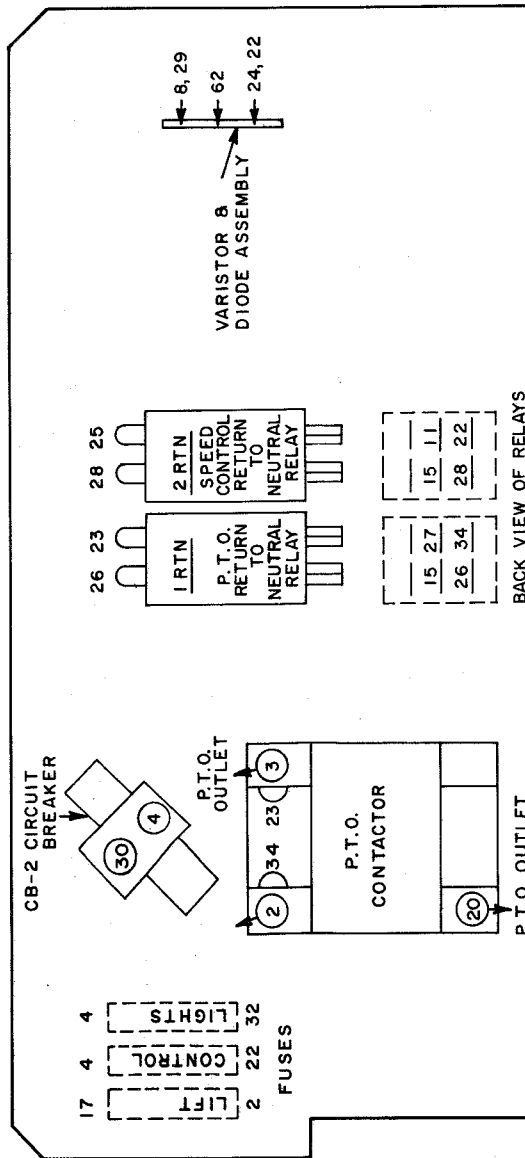 8, 29
62
24, 22
VARISTOR &
DIODE ASSEMBLY
25
28
2 RTN
SPEED
CONTROL
RETURN
TO
NEUTRAL
RELAY
23
26
1 RTN
P.T.O.
RETURN
TO
NEUTRAL
RELAY
15 11
28 22
15 27
26 34
BACK VIEW OF RELAYS
CB-2 CIRCUIT
BREAKER
30
4
P.T.O.
OUTLET
3
23
34
2
P.T.O.
CONTACTOR
20
P.T.O. OUTLET
4
LIGHTS
32
4
CONTROL
22
17
LIFT
2
FUSES